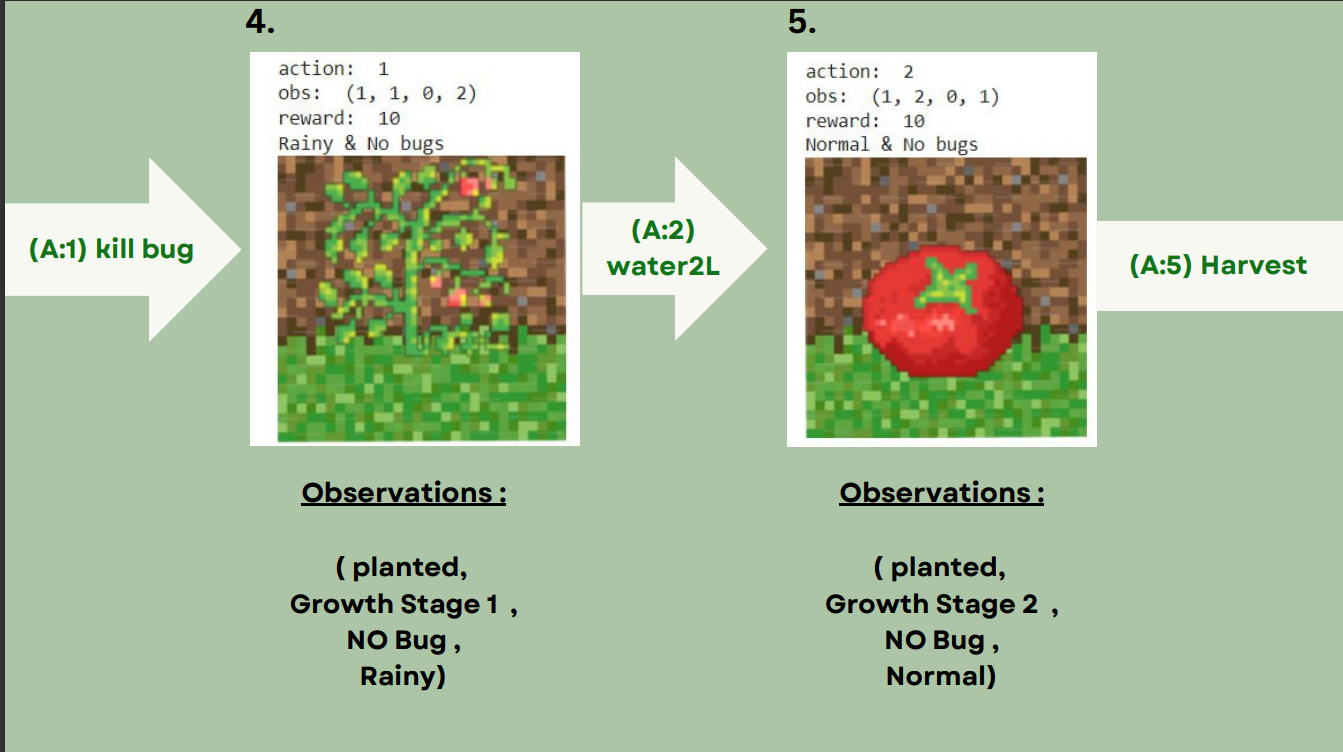 4.
5.
action:  1
obs:  (1, 1, 0, 2)
reward:  10
Rainy & No bugs
action:  2
obs:  (1, 2, 0, 1)
reward:  10
Normal & No bugs
(A:1) kill bug
(A:2)
water2L
(A:5) Harvest
Observations :
( planted,
Growth Stage 1 ,
NO Bug ,
Rainy)
Observations :
( planted,
Growth Stage 2 ,
NO Bug ,
Normal)